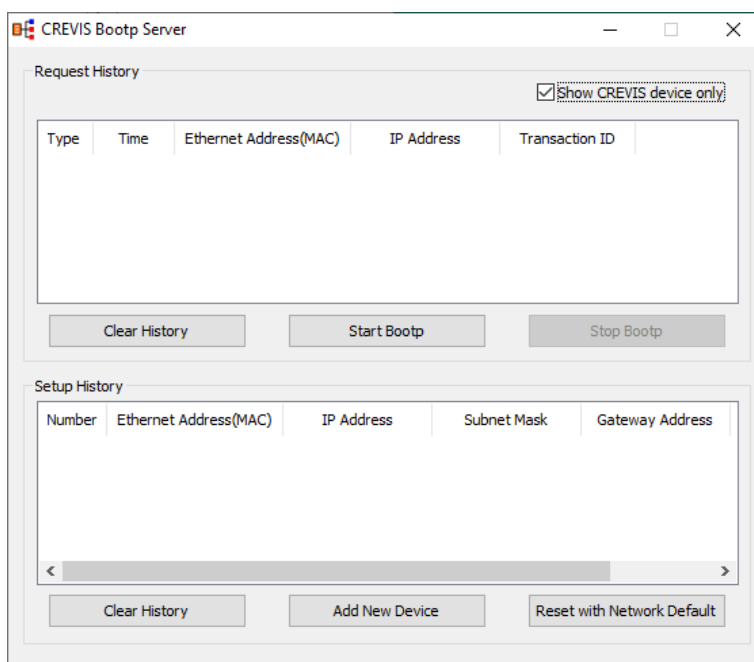 CREVIS Bootp Server
Request History
Show CREVIS device only
Type Time Ethernet Address(MAC) IP Address Transaction ID
Clear History Start Bootp Stop Bootp
Setup History
Number Ethernet Address(MAC) IP Address Subnet Mask Gateway Address
Clear History Add New Device Reset with Network Default